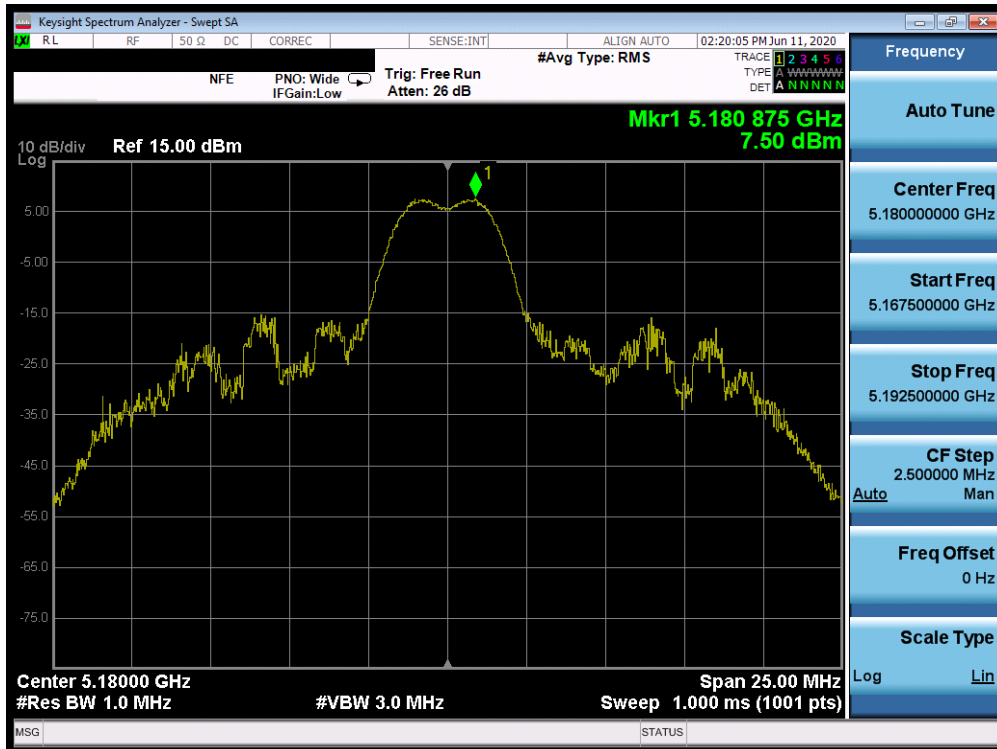 Keysight Spectrum Analyzer - Swept SA
LXI RL RF 50 Ω DC CORREC SENSE:INT ALIGN AUTO 02:20:05 PM Jun 11, 2020
#Avg Type: RMS TRACE 1 2 3 4 5 6
NFE PNO: Wide Trig: Free Run TYPE A WWWWW
IFGain:Low Atten: 26 dB DET A N N N N N
Mkr1 5.180 875 GHz
7.50 dBm
10 dB/div Ref 15.00 dBm
Log
1
5.00
-5.00
-15.0
-25.0
-35.0
-45.0
-55.0
-65.0
-75.0
Center 5.18000 GHz Span 25.00 MHz
#Res BW 1.0 MHz #VBW 3.0 MHz Sweep 1.000 ms (1001 pts)
MSG STATUS
Frequency
Auto Tune
Center Freq
5.180000000 GHz
Start Freq
5.167500000 GHz
Stop Freq
5.192500000 GHz
CF Step
2.500000 MHz
Auto Man
Freq Offset
0 Hz
Scale Type
Log Lin